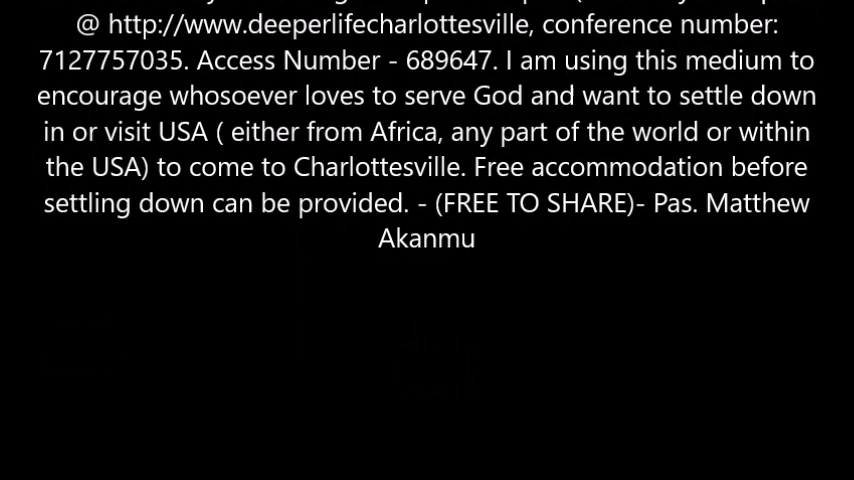 @ http://www.deeperlifecharlottesville, conference number:
7127757035. Access Number - 689647. I am using this medium to
encourage whosoever loves to serve God and want to settle down
in or visit USA ( either from Africa, any part of the world or within
the USA) to come to Charlottesville. Free accommodation before
settling down can be provided. - (FREE TO SHARE)- Pas. Matthew
Akanmu